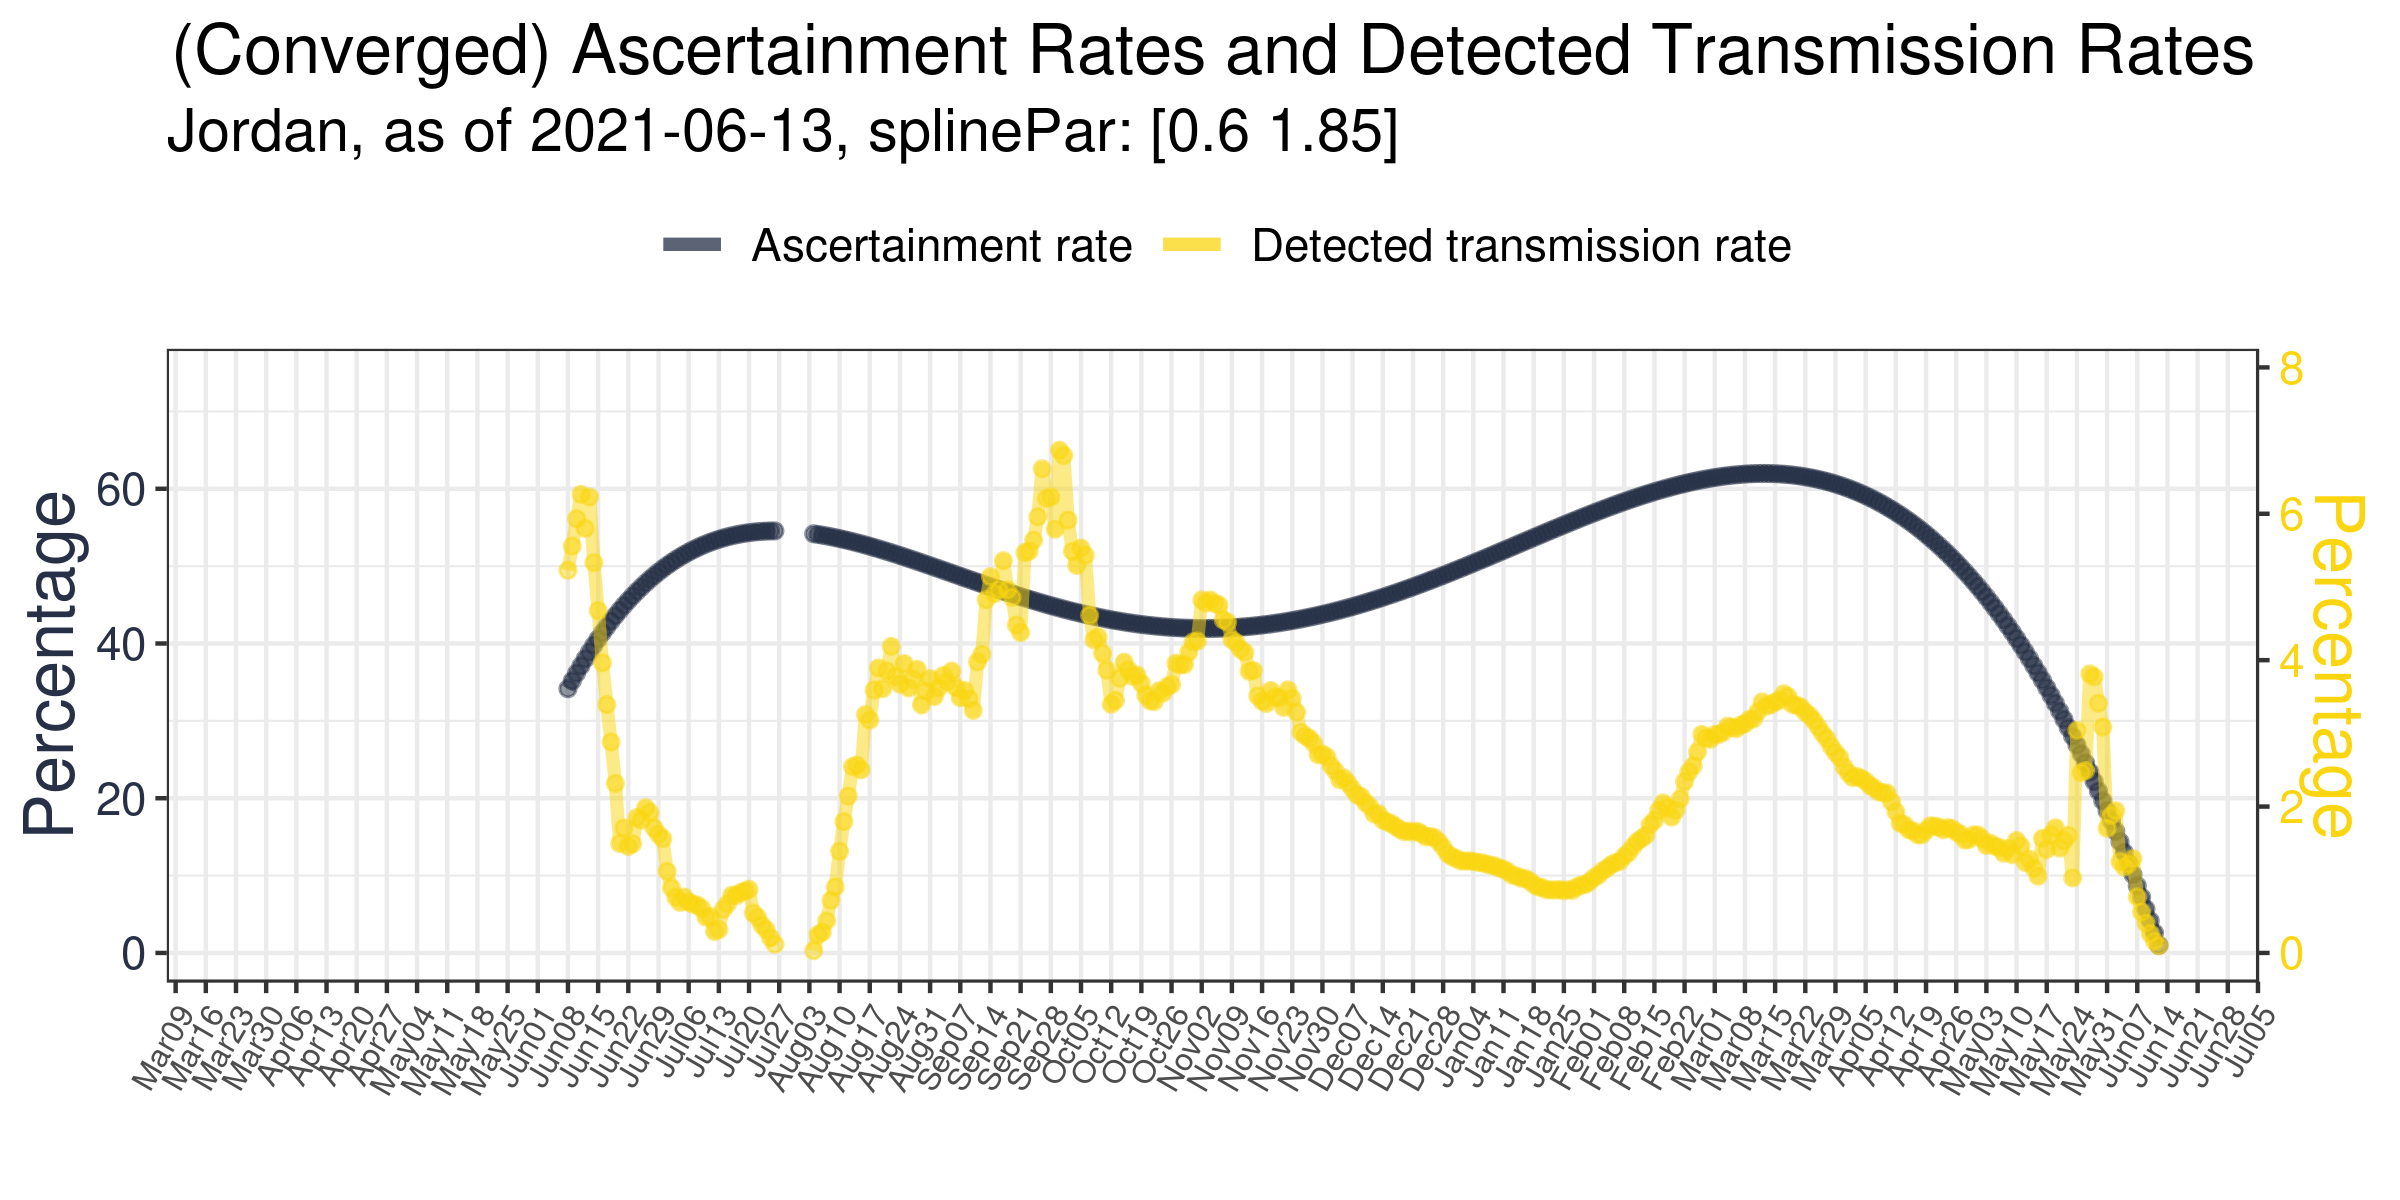 (Converged) Ascertainment Rates and Detected Transmission Rates
Jordan, as of 2021-06-13, splinePar: [0.6 1.85]
Ascertainment rate
Detected transmission rate
Percentage
60
40
20
0
8
6
4
2
0
Percentage
Mar09
Mar16
Mar23
Mar30
Apr06
Apr13
Apr20
Apr27
May04
May11
May18
May25
Jun01
Jun08
Jun15
Jun22
Jun29
Jul06
Jul13
Jul20
Jul27
Aug03
Aug10
Aug17
Aug24
Aug31
Sep07
Sep14
Sep21
Sep28
Oct05
Oct12
Oct19
Oct26
Nov02
Nov09
Nov16
Nov23
Nov30
Dec07
Dec14
Dec21
Dec28
Jan04
Jan11
Jan18
Jan25
Feb01
Feb08
Feb15
Feb22
Mar01
Mar08
Mar15
Mar22
Mar29
Apr05
Apr12
Apr19
Apr26
May03
May10
May17
May24
May31
Jun07
Jun14
Jun21
Jun28
Jul05